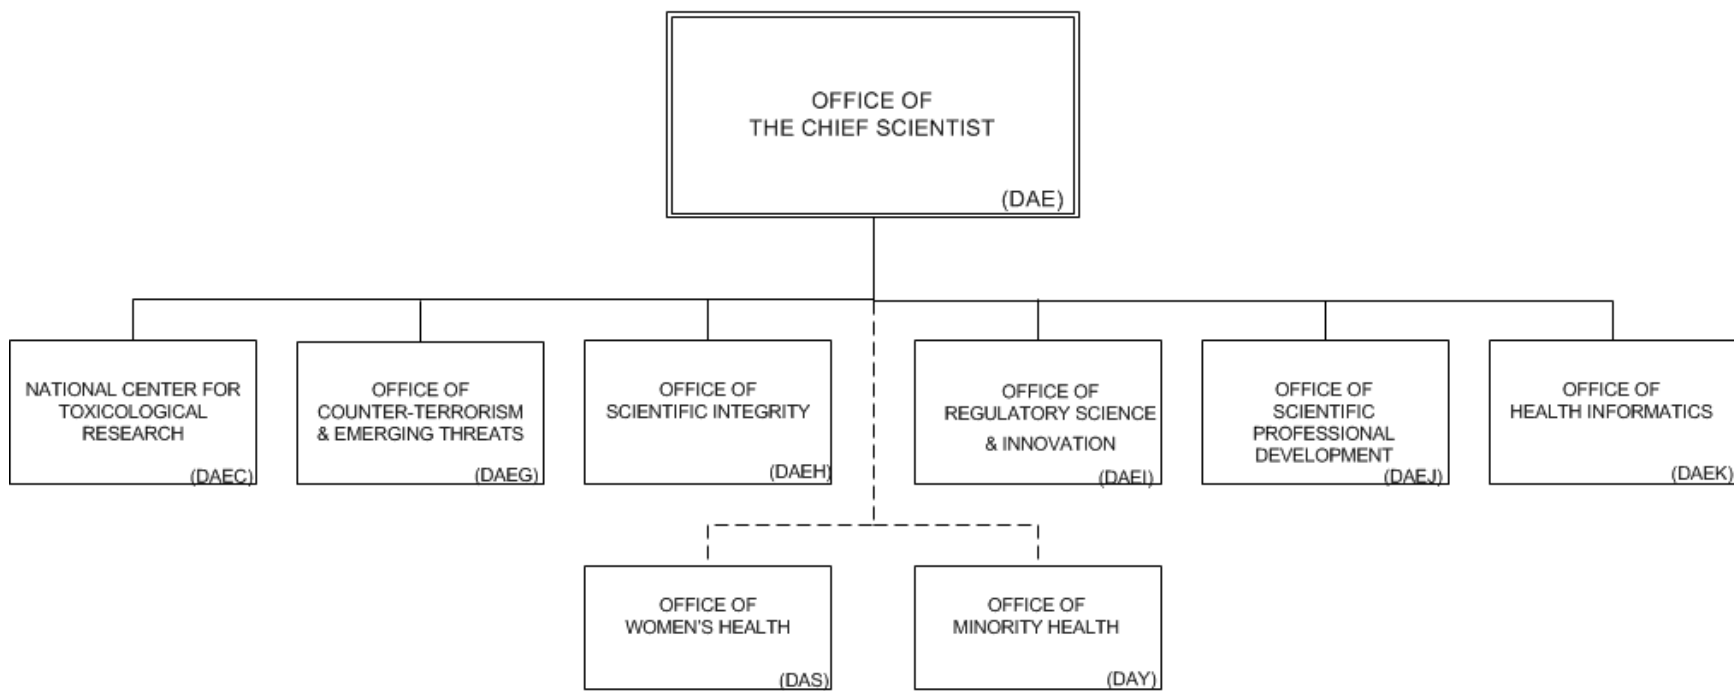 OFFICE OF
THE CHIEF SCIENTIST
(DAE)
NATIONAL CENTER FOR
TOXICOLOGICAL
RESEARCH
(DAEC)
OFFICE OF
COUNTER-TERRORISM
& EMERGING THREATS
(DAEG)
OFFICE OF
SCIENTIFIC INTEGRITY
(DAEH)
OFFICE OF
REGULATORY SCIENCE
& INNOVATION
(DAEI)
OFFICE OF
SCIENTIFIC
PROFESSIONAL
DEVELOPMENT
(DAEJ)
OFFICE OF
HEALTH INFORMATICS
(DAEK)
OFFICE OF
WOMEN'S HEALTH
(DAS)
OFFICE OF
MINORITY HEALTH
(DAY)